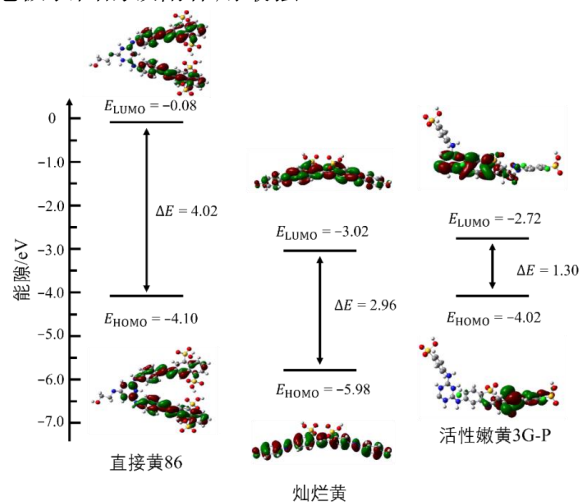 E_LUMO = −0.08
0
−1.0
−2.0
−3.0
−4.0
−5.0
−6.0
−7.0
能隙/eV
ΔE = 4.02
E_HOMO = −4.10
直接黄86
E_LUMO = −3.02
ΔE = 2.96
E_HOMO = −5.98
灿烂黄
E_LUMO = −2.72
ΔE = 1.30
E_HOMO = −4.02
活性嫩黄3G-P